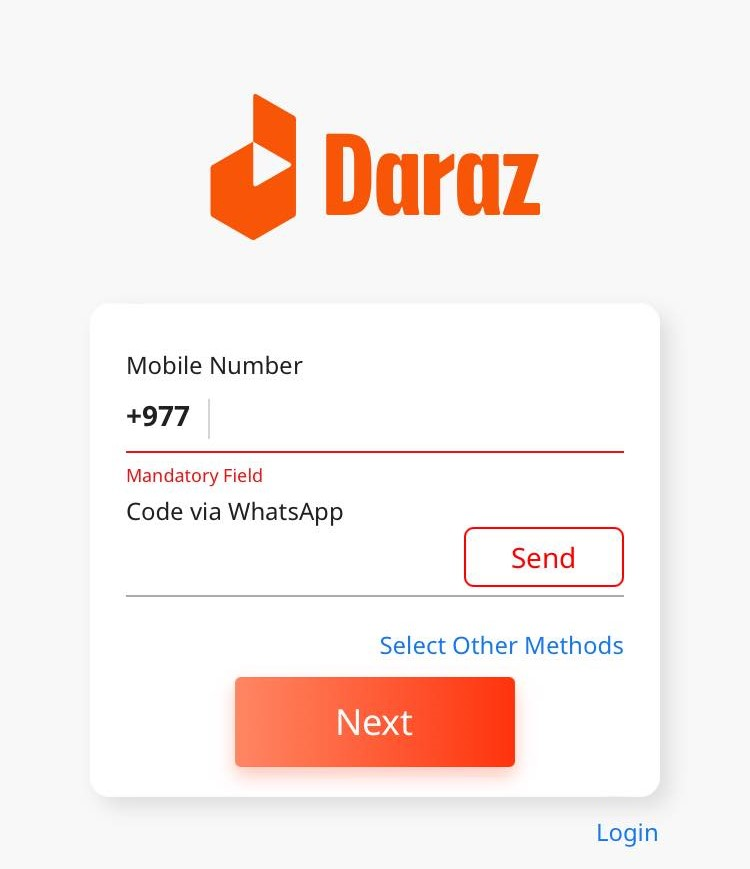 Daraz
Mobile Number
+977
Mandatory Field
Code via WhatsApp
Send
Select Other Methods
Next
Login